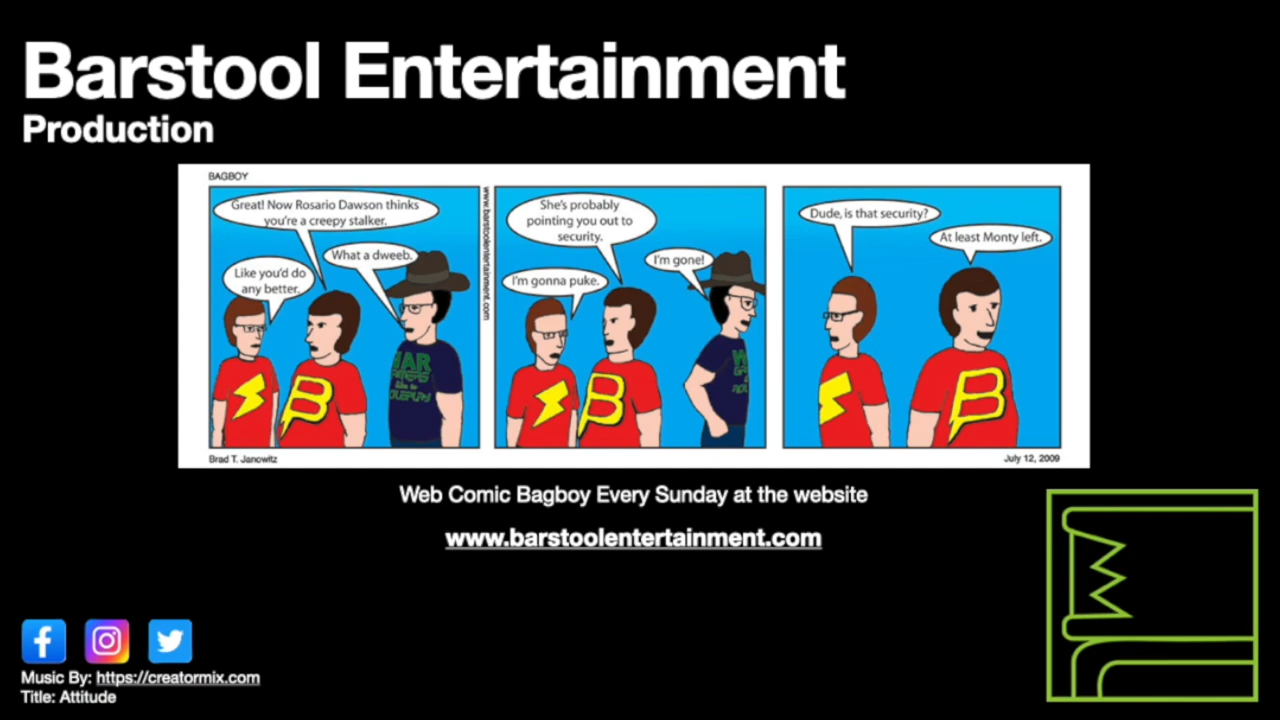 Barstool Entertainment
Production
BAGBOY
Great! Now Rosario Dawson thinks
you're a creepy stalker.
What a dweeb.
Like you'd do
any better.
www.barstoolentertainment.com
She's probably
pointing you out to
security.
I'm gone!
I'm gonna puke.
Dude, is that security?
At least Monty left.
B
B
B
Brad T. Janowitz
July 12, 2009
Web Comic Bagboy Every Sunday at the website
www.barstoolentertainment.com
Music By: https://creatormix.com
Title: Attitude